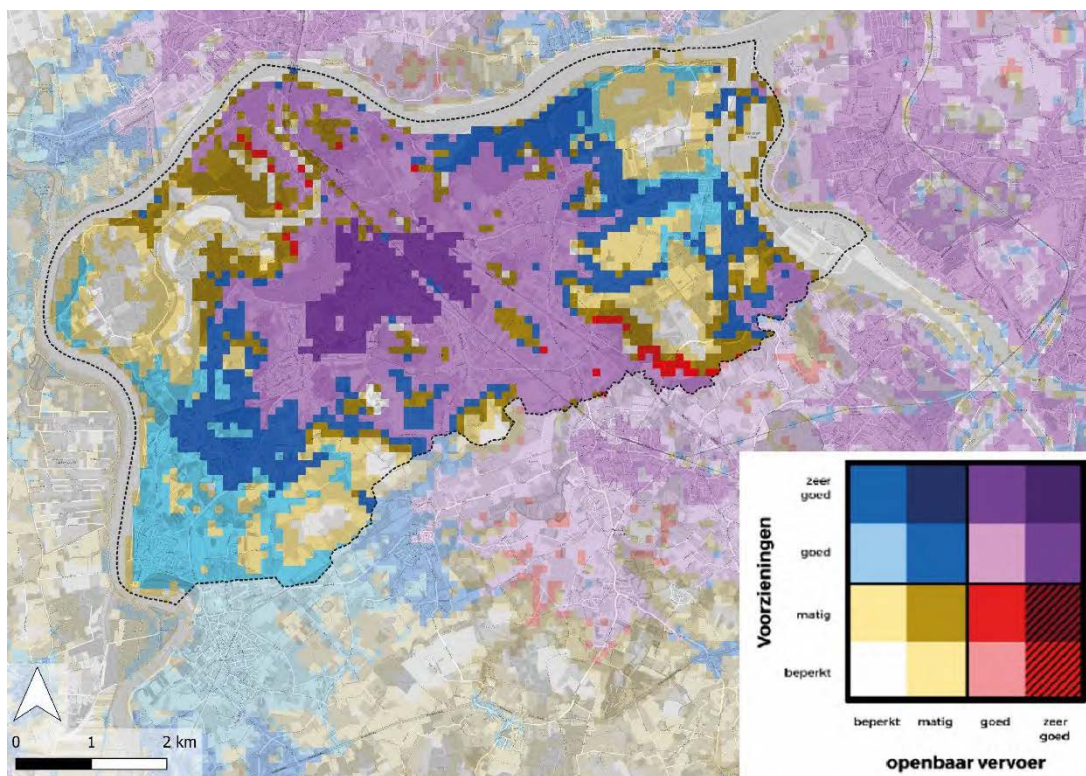 zeer
goed
goed
matig
beperkt
Voorzieningen
beperkt
matig
goed
zeer
goed
openbaar vervoer
0 1 2 km